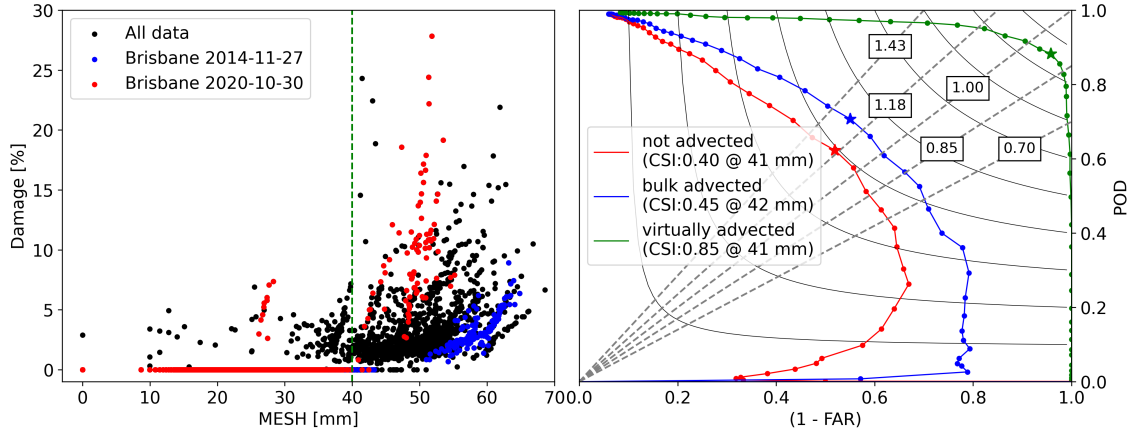 All data
Brisbane 2014-11-27
Brisbane 2020-10-30
30
25
20
15
10
5
0
Damage [%]
0
10
20
30
40
50
60
70
MESH [mm]
1.43
1.00
1.18
0.85
0.70
not advected
(CSI:0.40 @ 41 mm)
bulk advected
(CSI:0.45 @ 42 mm)
virtually advected
(CSI:0.85 @ 41 mm)
1.0
0.8
0.6
0.4
0.2
0.0
POD
0.0
0.2
0.4
0.6
0.8
1.0
(1 - FAR)